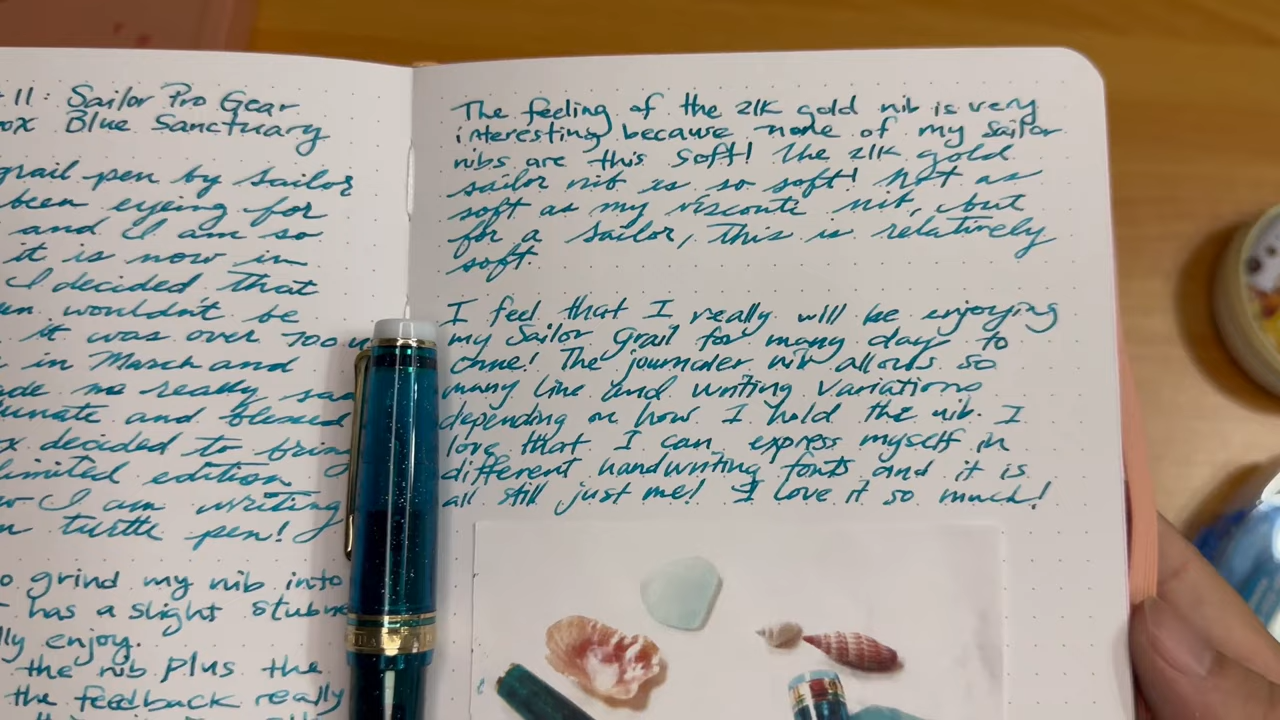 11: Sailor Pro Gear
Blue Sanctuary
grail pen by Sailor
been eyeing for
and I am so
it is now in
I decided that
wouldn't be
it was over 700
in March and
me really
and blessed
decided to bring
limited edition
I am writing
turtle pen!
grind my nib into
has a slight
enjoy.
the nib plus the
the feedback really
The feeling of the 21K gold nib is very
interesting because none of my Sailor
nibs are this soft! The 21K gold
sailor nib is so soft! Not as
soft as my visconti nib, but
for a Sailor, this is relatively
soft.
I feel that I really will be enjoying
my Sailor Grail for many days to
come! The journaler nib allows so
many line and writing variations
depending on how I hold the nib. I
love that I can express myself in
different handwriting fonts and it is
all still just me! I love it so much!